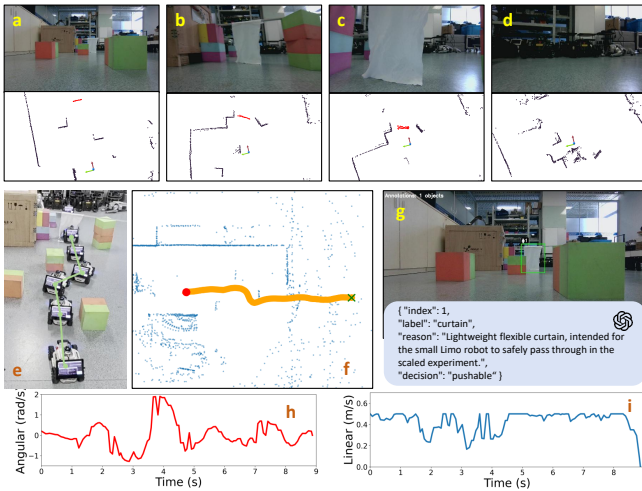 a
b
c
d
e
f
g
Annotations: 1 objects
#1
{ "index": 1,
"label": "curtain",
"reason": "Lightweight flexible curtain, intended for
the small Limo robot to safely pass through in the
scaled experiment.",
"decision": "pushable" }
h
Angular (rad/s)
2
1
0
−1
0 1 2 3 4 5 6 7 8 9
Time (s)
i
Linear (m/s)
0.6
0.4
0.2
0.0
0 1 2 3 4 5 6 7 8
Time (s)